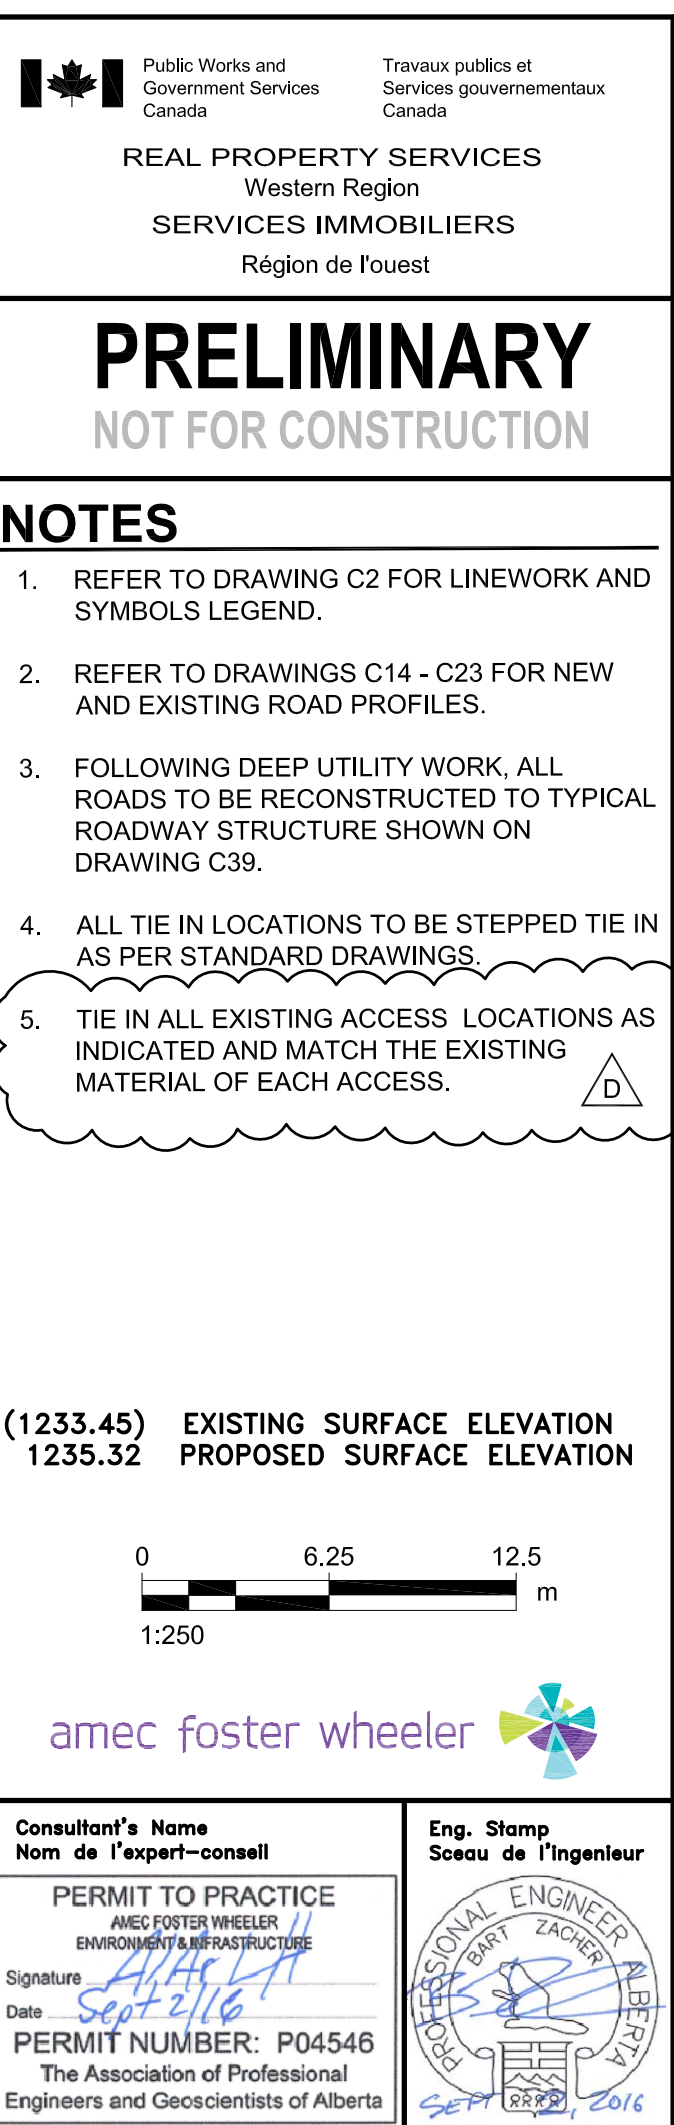 Public Works and
Government Services
Canada
Travaux publics et
Services gouvernementaux
Canada
REAL PROPERTY SERVICES
Western Region
SERVICES IMMOBILIERS
Région de l'ouest
PRELIMINARY
NOT FOR CONSTRUCTION
NOTES
1. REFER TO DRAWING C2 FOR LINEWORK AND
SYMBOLS LEGEND.
2. REFER TO DRAWINGS C14 - C23 FOR NEW
AND EXISTING ROAD PROFILES.
3. FOLLOWING DEEP UTILITY WORK, ALL
ROADS TO BE RECONSTRUCTED TO TYPICAL
ROADWAY STRUCTURE SHOWN ON
DRAWING C39.
4. ALL TIE IN LOCATIONS TO BE STEPPED TIE IN
AS PER STANDARD DRAWINGS.
5. TIE IN ALL EXISTING ACCESS LOCATIONS AS
INDICATED AND MATCH THE EXISTING
MATERIAL OF EACH ACCESS.
D
(1233.45) EXISTING SURFACE ELEVATION
1235.32 PROPOSED SURFACE ELEVATION
0 6.25 12.5
m
1:250
amec foster wheeler
Consultant's Name
Nom de l'expert-conseil
PERMIT TO PRACTICE
AMEC FOSTER WHEELER
ENVIRONMENT & INFRASTRUCTURE
Signature
Date Sept 2/16
PERMIT NUMBER: P04546
The Association of Professional
Engineers and Geoscientists of Alberta
Eng. Stamp
Sceau de l'ingenieur
PROFESSIONAL ENGINEER
ALBERTA
BART ZACHER
SEPT 2, 2016